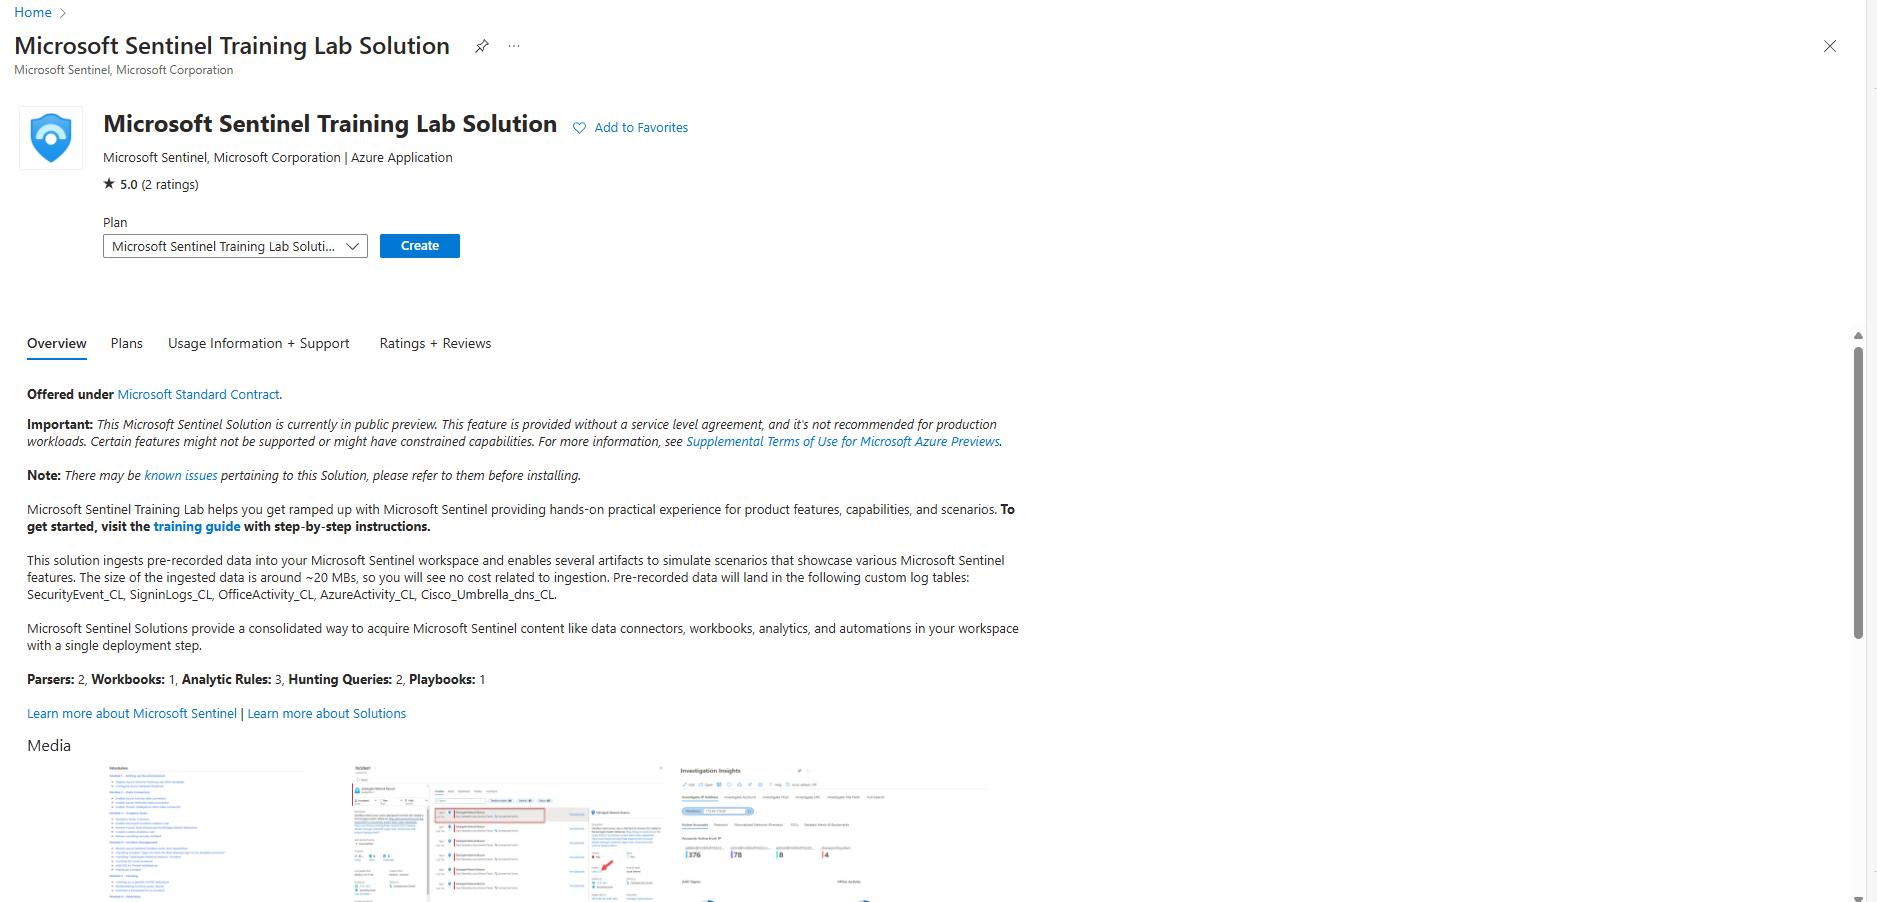 Home
Microsoft Sentinel Training Lab Solution
Microsoft Sentinel, Microsoft Corporation
Microsoft Sentinel Training Lab Solution
Add to Favorites
Microsoft Sentinel, Microsoft Corporation | Azure Application
★ 5.0 (2 ratings)
Plan
Microsoft Sentinel Training Lab Soluti...
Create
Overview
Plans
Usage Information + Support
Ratings + Reviews
Offered under Microsoft Standard Contract.
Important: This Microsoft Sentinel Solution is currently in public preview. This feature is provided without a service level agreement, and it's not recommended for production
workloads. Certain features might not be supported or might have constrained capabilities. For more information, see Supplemental Terms of Use for Microsoft Azure Previews.
Note: There may be known issues pertaining to this Solution, please refer to them before installing.
Microsoft Sentinel Training Lab helps you get ramped up with Microsoft Sentinel providing hands-on practical experience for product features, capabilities, and scenarios. To
get started, visit the training guide with step-by-step instructions.
This solution ingests pre-recorded data into your Microsoft Sentinel workspace and enables several artifacts to simulate scenarios that showcase various Microsoft Sentinel
features. The size of the ingested data is around ~20 MBs, so you will see no cost related to ingestion. Pre-recorded data will land in the following custom log tables:
SecurityEvent_CL, SigninLogs_CL, OfficeActivity_CL, AzureActivity_CL, Cisco_Umbrella_dns_CL.
Microsoft Sentinel Solutions provide a consolidated way to acquire Microsoft Sentinel content like data connectors, workbooks, analytics, and automations in your workspace
with a single deployment step.
Parsers: 2, Workbooks: 1, Analytic Rules: 3, Hunting Queries: 2, Playbooks: 1
Learn more about Microsoft Sentinel | Learn more about Solutions
Media
Modules
Incident
Investigation Insights
376
78
8
4